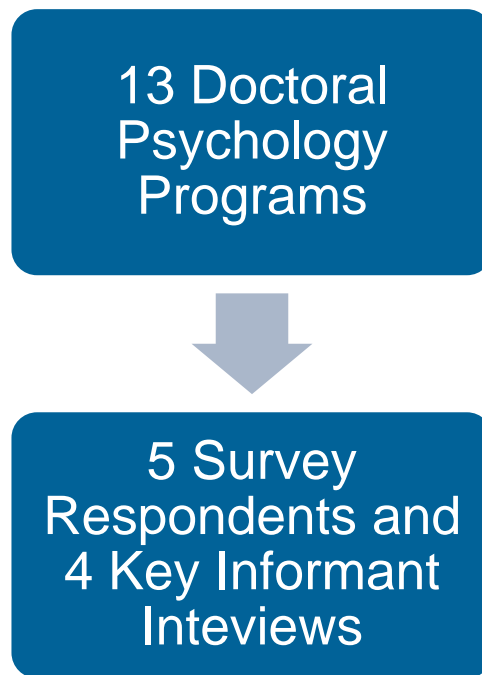 13 Doctoral
Psychology
Programs
5 Survey
Respondents and
4 Key Informant
Inteviews